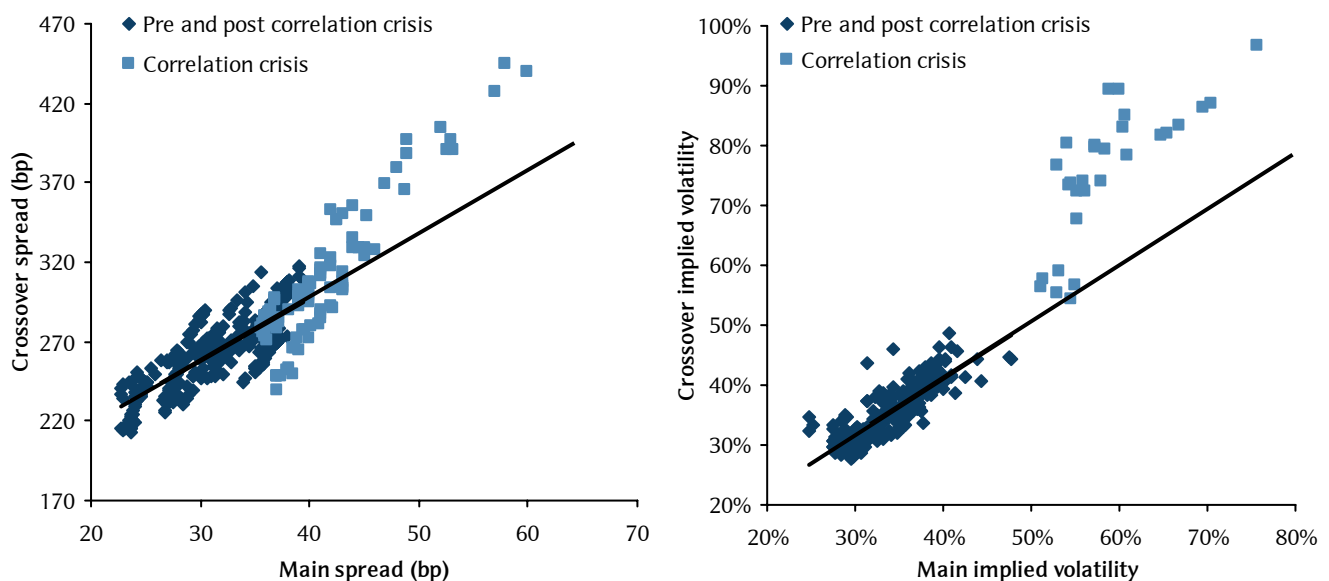 Pre and post correlation crisis
Correlation crisis
Crossover spread (bp)
470
420
370
320
270
220
170
20 30 40 50 60 70
Main spread (bp)
Pre and post correlation crisis
Correlation crisis
Crossover implied volatility
100%
90%
80%
70%
60%
50%
40%
30%
20%
20% 30% 40% 50% 60% 70% 80%
Main implied volatility